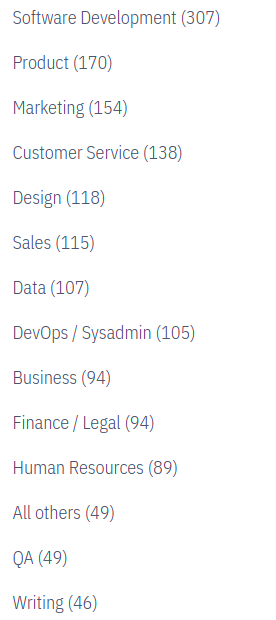 Software Development (307)
Product (170)
Marketing (154)
Customer Service (138)
Design (118)
Sales (115)
Data (107)
DevOps / Sysadmin (105)
Business (94)
Finance / Legal (94)
Human Resources (89)
All others (49)
QA (49)
Writing (46)